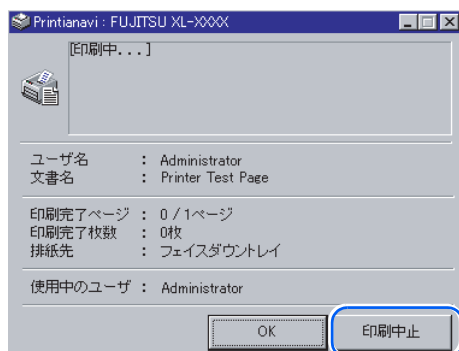 Printianavi : FUJITSU XL-XXXX
[印刷中...]
ユーザ名 : Administrator
文書名 : Printer Test Page
印刷完了ページ : 0 / 1ページ
印刷完了枚数 : 0枚
排紙先 : フェイスダウントレイ
使用中のユーザ : Administrator
OK
印刷中止